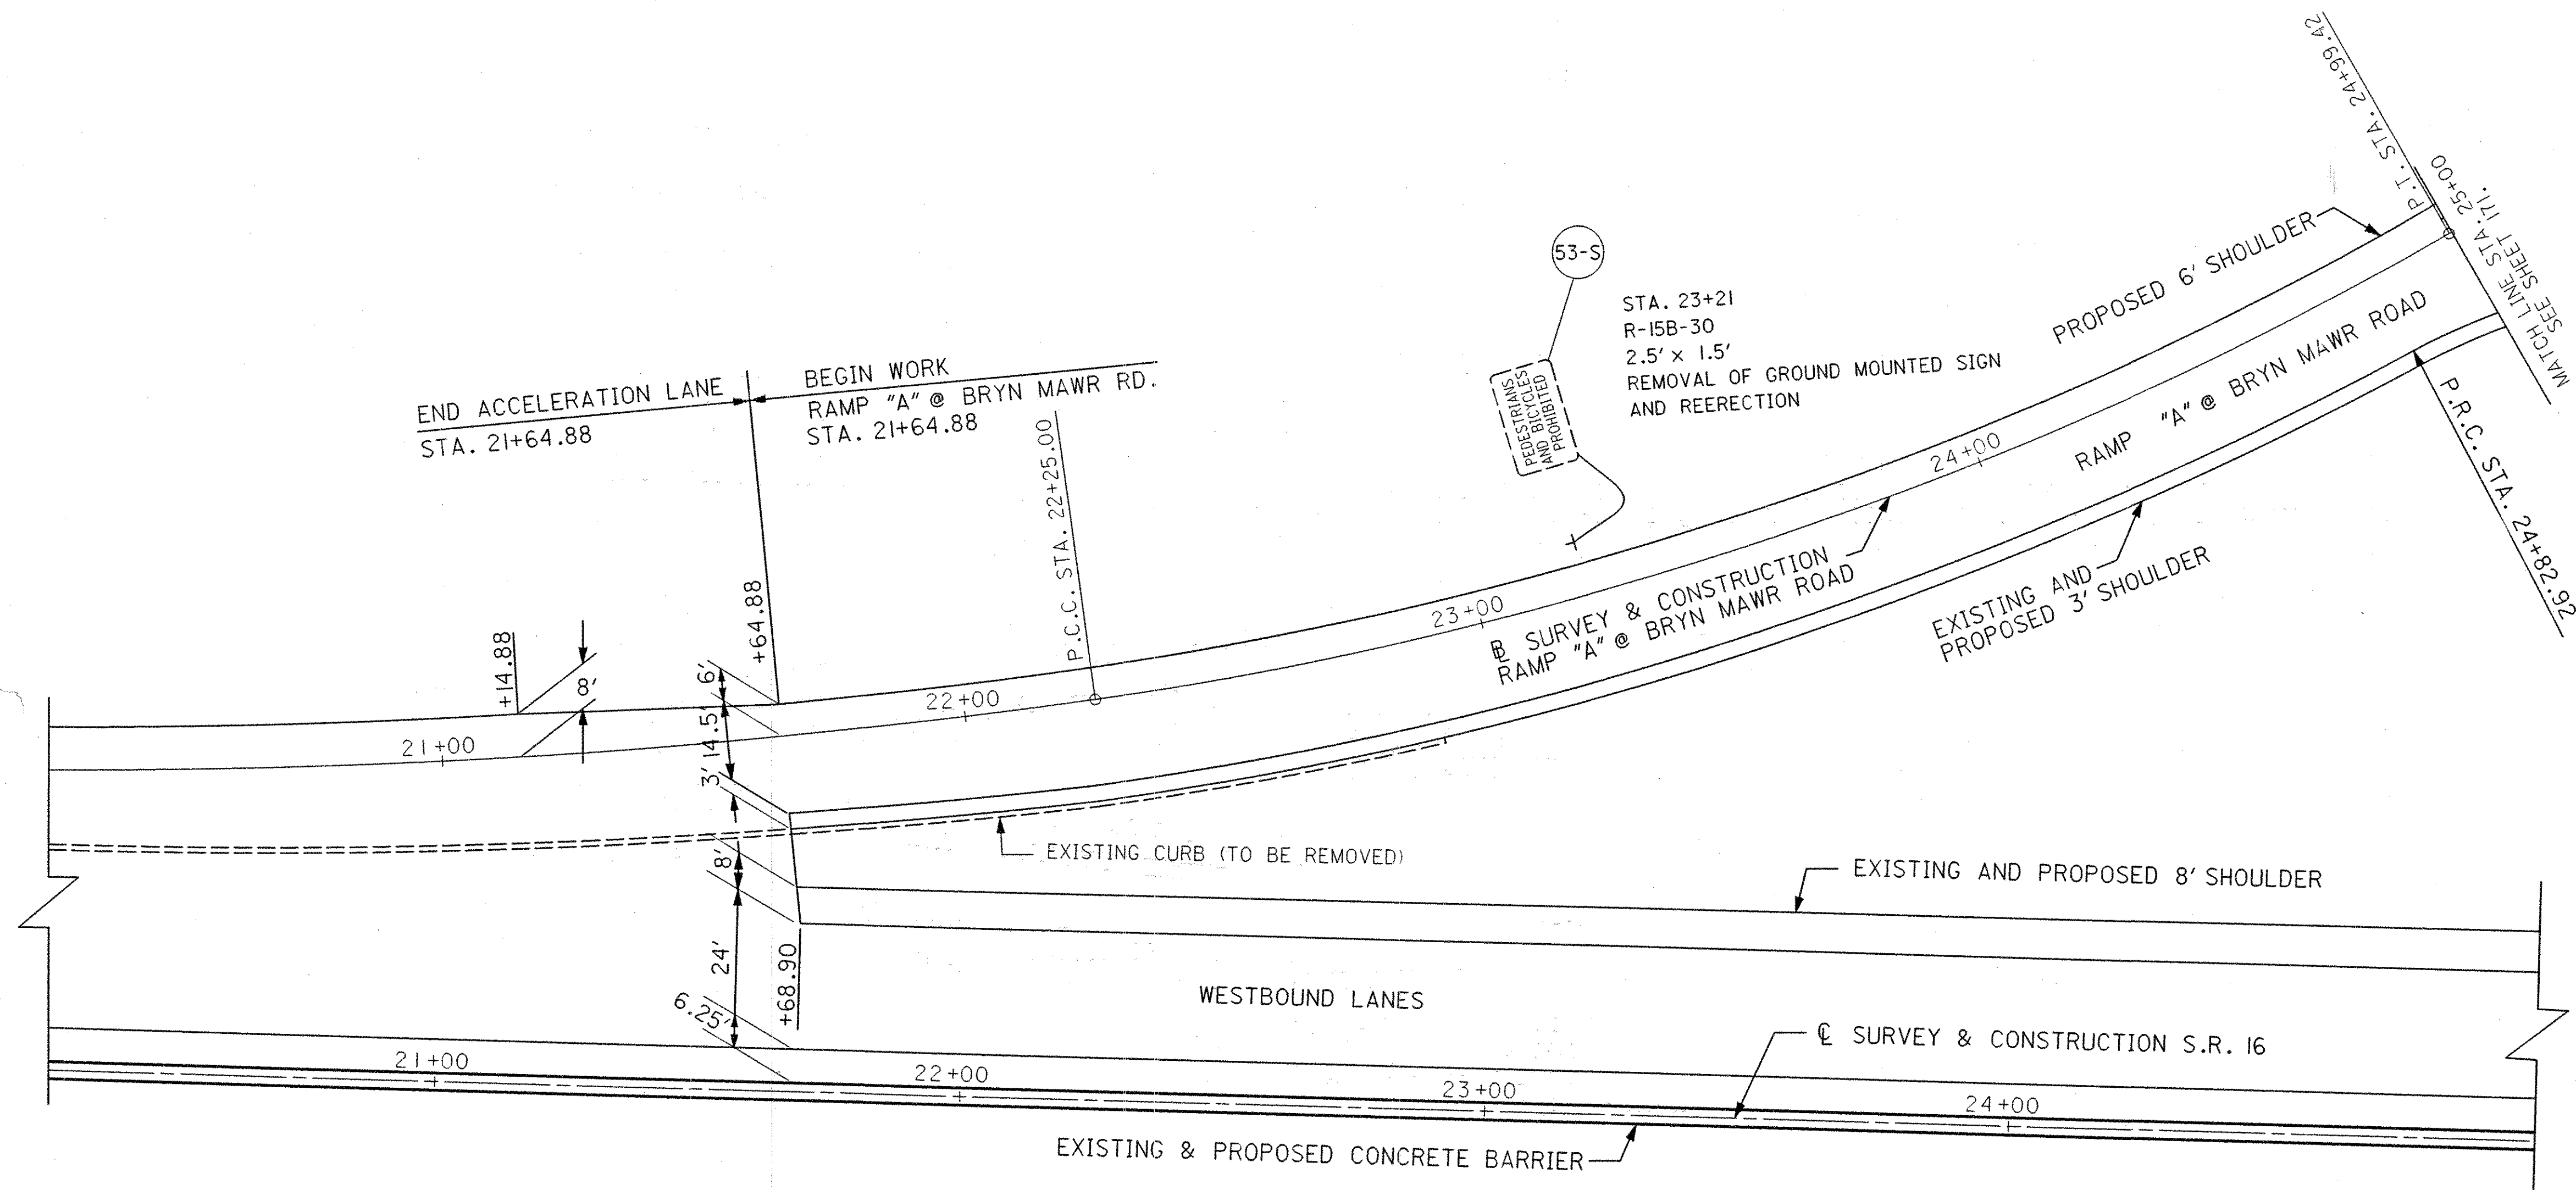 P.T. STA. 24+99.42
MATCH LINE STA. 25+00
SEE SHEET 171.
PROPOSED 6' SHOULDER
53-S
STA. 23+21
R-15B-30
2.5' × 1.5'
REMOVAL OF GROUND MOUNTED SIGN
AND REERECTION
PEDESTRIANS
AND BICYCLES
PROHIBITED
END ACCELERATION LANE
STA. 21+64.88
BEGIN WORK
RAMP "A" @ BRYN MAWR RD.
STA. 21+64.88
P.C.C. STA. 22+25.00
24+00
RAMP "A" @ BRYN MAWR ROAD
P.R.C. STA. 24+82.92
℄ SURVEY & CONSTRUCTION
RAMP "A" @ BRYN MAWR ROAD
EXISTING AND
PROPOSED 3' SHOULDER
23+00
+14.88
8'
+64.88
6'
14.5'
3'
22+00
21+00
EXISTING CURB (TO BE REMOVED)
8'
EXISTING AND PROPOSED 8' SHOULDER
24'
6.25'
+68.90
WESTBOUND LANES
℄ SURVEY & CONSTRUCTION S.R. 16
21+00
22+00
23+00
24+00
EXISTING & PROPOSED CONCRETE BARRIER